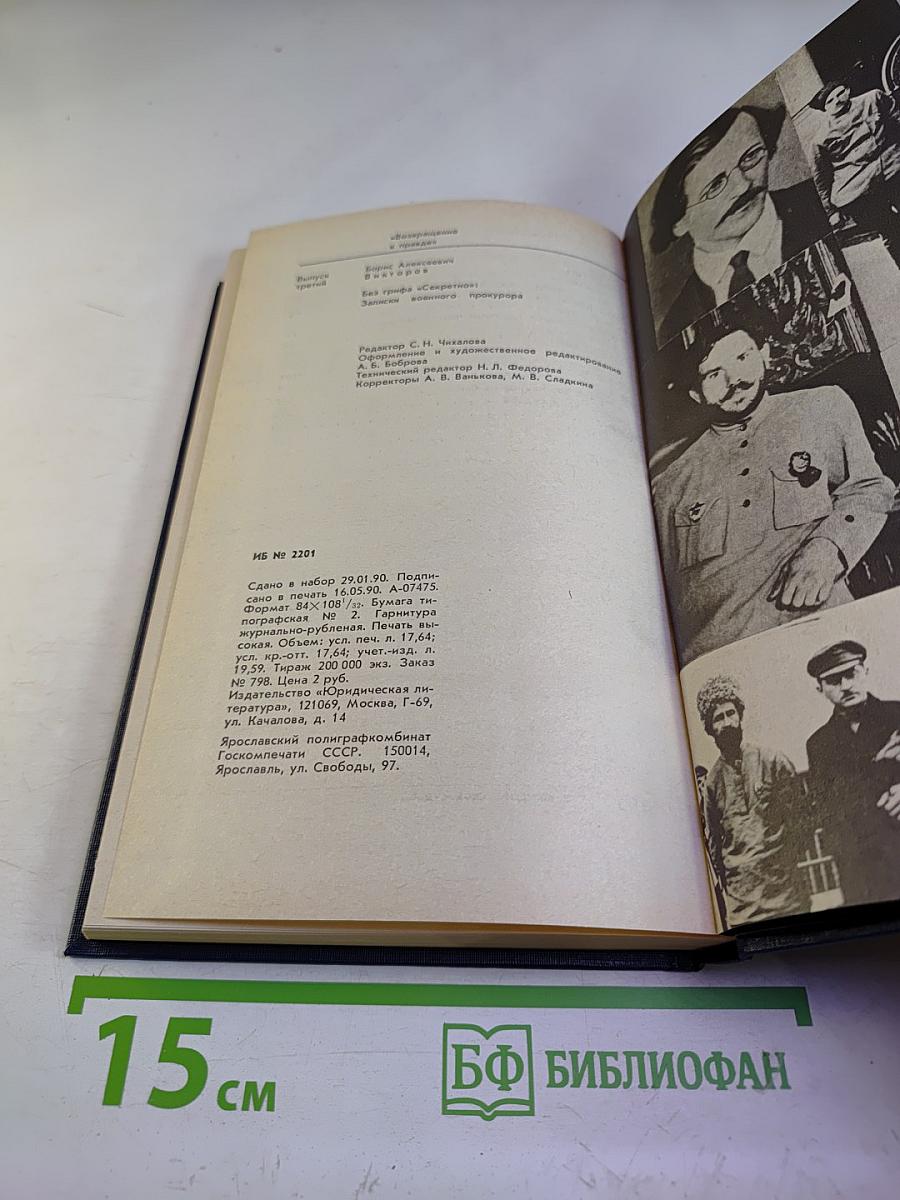 «Возвращение
к правде»
Выпуск
третий
Борис Алексеевич
Викторов
Без грифа «Секретно»:
Записки военного прокурора
Редактор С. Н. Чихалова
Оформление и художественное редактирование
А. Б. Боброва
Технический редактор Н. Л. Федорова
Корректоры А. В. Ванькова, М. В. Сладкина
ИБ № 2201
Сдано в набор 29.01.90. Подпи-
сано в печать 16.05.90. А-07475.
Формат 84×108¹/₃₂. Бумага ти-
пографская № 2. Гарнитура
журнально-рубленая. Печать вы-
сокая. Объем: усл. печ. л. 17,64;
усл. кр.-отт. 17,64; учет.-изд. л.
19,59. Тираж 200 000 экз. Заказ
№ 798. Цена 2 руб.
Издательство «Юридическая ли-
тература», 121069, Москва, Г-69,
ул. Качалова, д. 14
Ярославский полиграфкомбинат
Госкомпечати СССР. 150014,
Ярославль, ул. Свободы, 97.
15 см
БФ БИБЛИОФАН